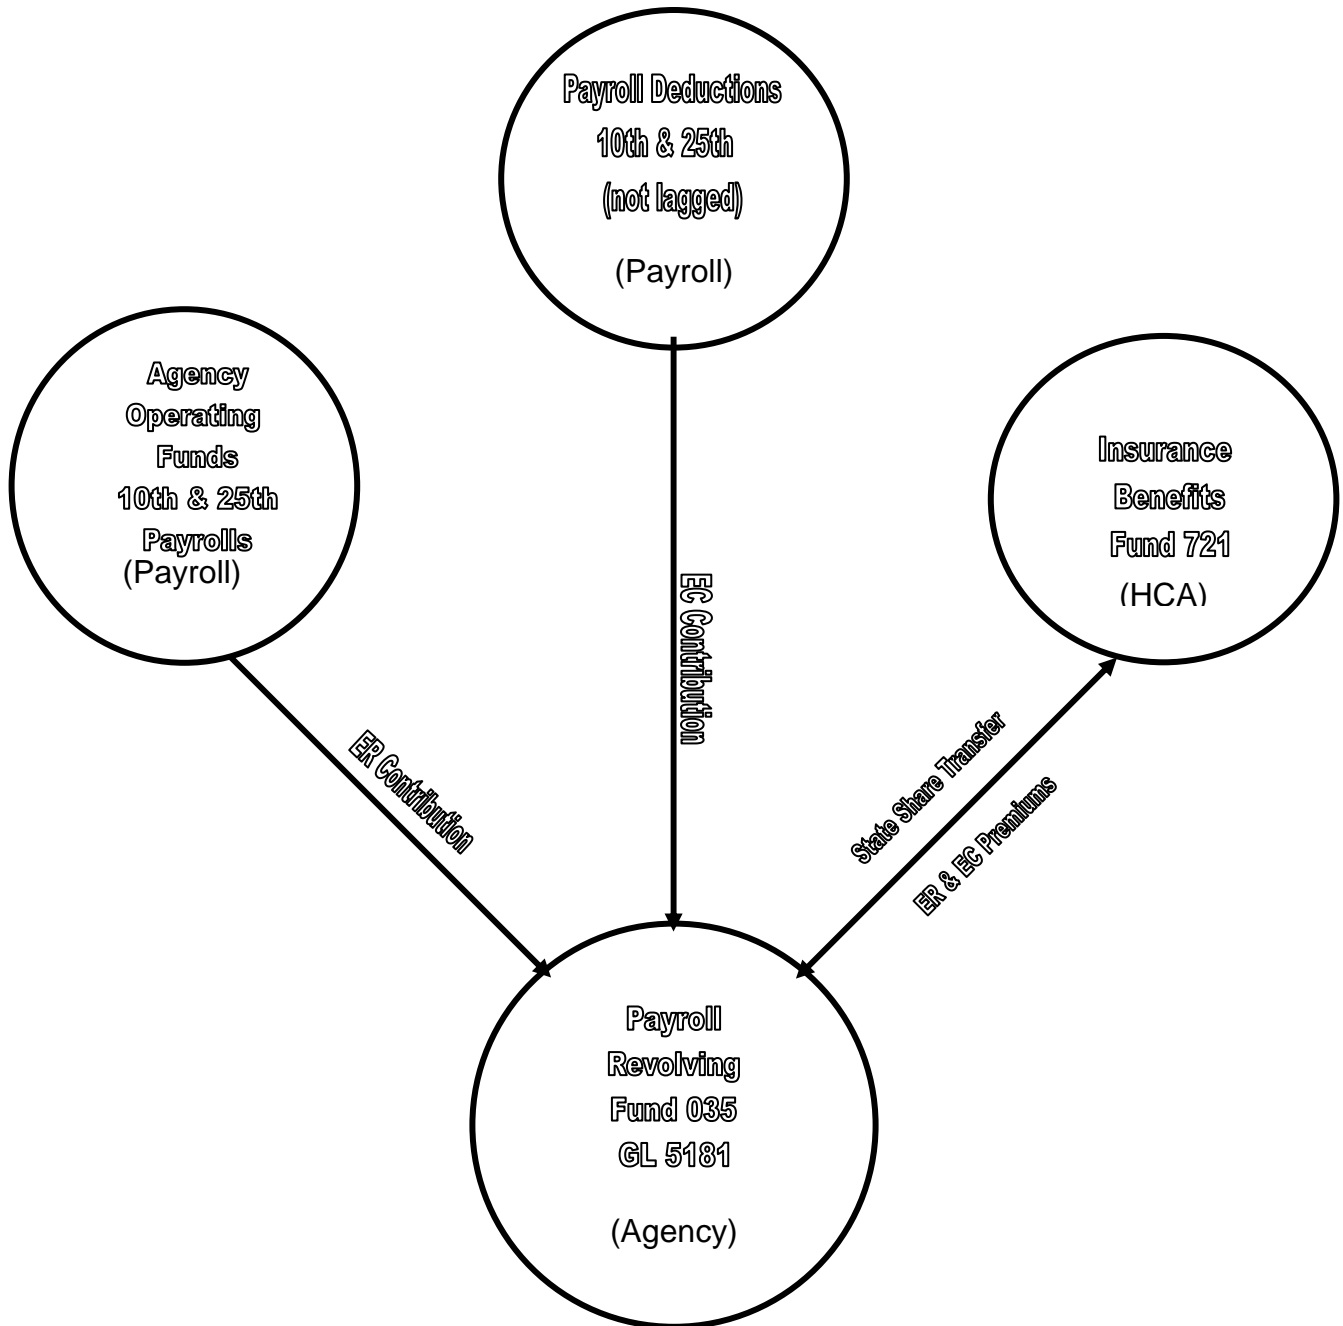 Payroll Deductions
10th & 25th
(not lagged)
(Payroll)
Agency
Operating
Funds
10th & 25th
Payrolls
(Payroll)
Insurance
Benefits
Fund 721
(HCA)
EC Contribution
ER Contribution
State Share Transfer
ER & EC Premiums
Payroll
Revolving
Fund 035
GL 5181
(Agency)